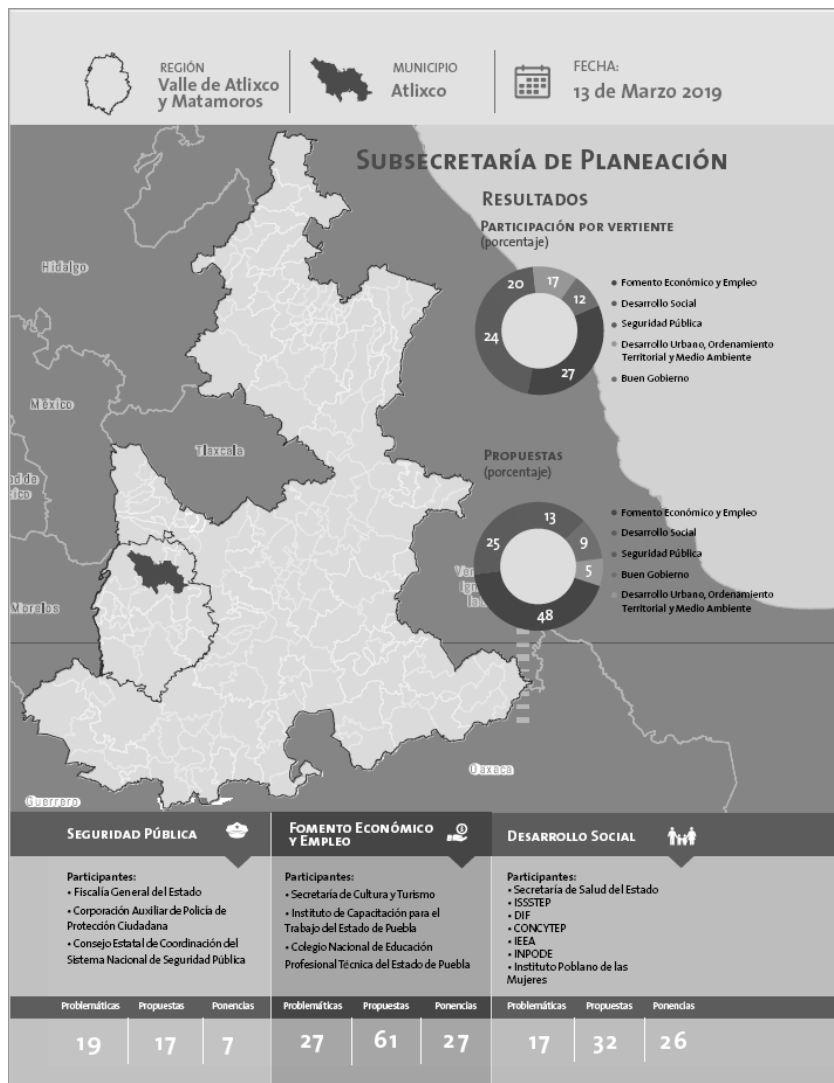 REGIÓN
Valle de Atlixco
y Matamoros
MUNICIPIO
Atlixco
FECHA:
13 de Marzo 2019
SUBSECRETARÍA DE PLANEACIÓN
RESULTADOS
PARTICIPACIÓN POR VERTIENTE
(porcentaje)
20
17
12
24
27
• Fomento Económico y Empleo
• Desarrollo Social
• Seguridad Pública
• Desarrollo Urbano, Ordenamiento
Territorial y Medio Ambiente
• Buen Gobierno
PROPUESTAS
(porcentaje)
13
9
25
5
48
• Fomento Económico y Empleo
• Desarrollo Social
• Seguridad Pública
• Buen Gobierno
• Desarrollo Urbano, Ordenamiento
Territorial y Medio Ambiente
Hidalgo
México
Tlaxcala
Morelos
Guerrero
Oaxaca
SEGURIDAD PÚBLICA
Participantes:
• Fiscalía General del Estado
• Corporación Auxiliar de Policía de
Protección Ciudadana
• Consejo Estatal de Coordinación del
Sistema Nacional de Seguridad Pública
Problemáticas Propuestas Ponencias
19 17 7
FOMENTO ECONÓMICO
Y EMPLEO
Participantes:
• Secretaría de Cultura y Turismo
• Instituto de Capacitación para el
Trabajo del Estado de Puebla
• Colegio Nacional de Educación
Profesional Técnica del Estado de Puebla
Problemáticas Propuestas Ponencias
27 61 27
DESARROLLO SOCIAL
Participantes:
• Secretaría de Salud del Estado
• ISSSTEP
• DIF
• CONCYTEP
• IEEA
• INPODE
• Instituto Poblano de las
Mujeres
Problemáticas Propuestas Ponencias
17 32 26